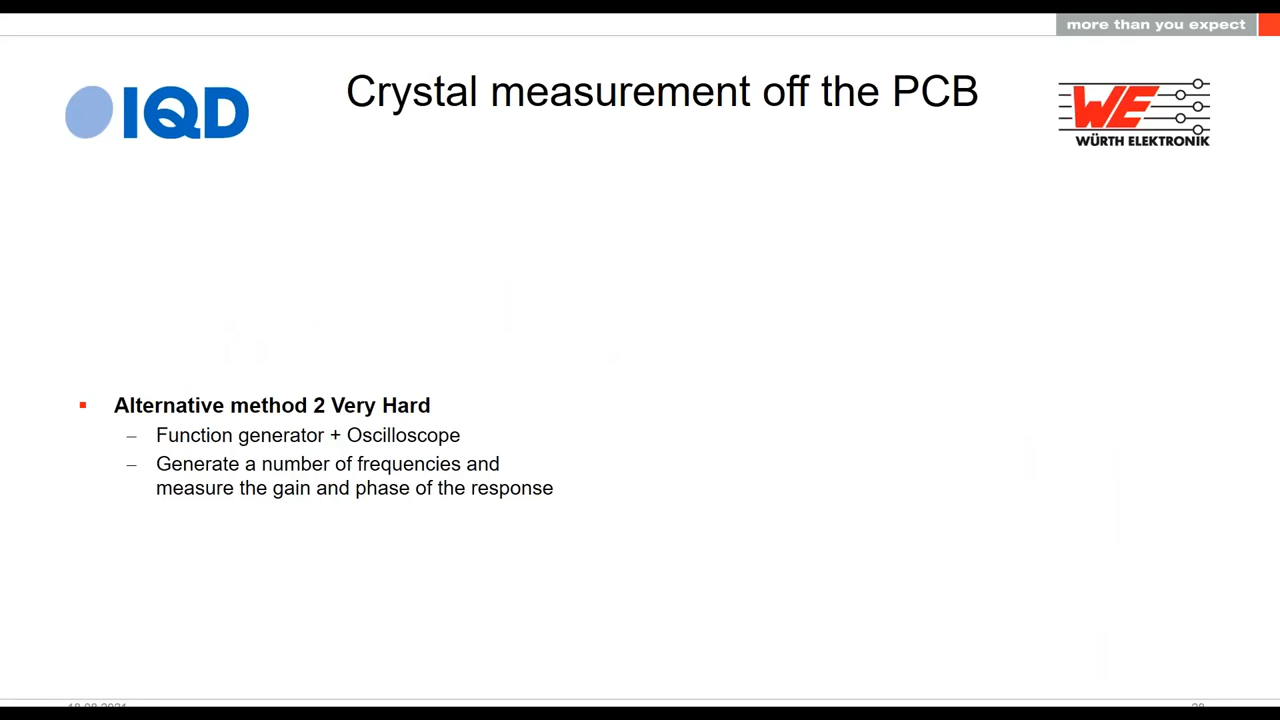 more than you expect
IQD
Crystal measurement off the PCB
WE
WÜRTH ELEKTRONIK
▪ Alternative method 2 Very Hard
– Function generator + Oscilloscope
– Generate a number of frequencies and
measure the gain and phase of the response